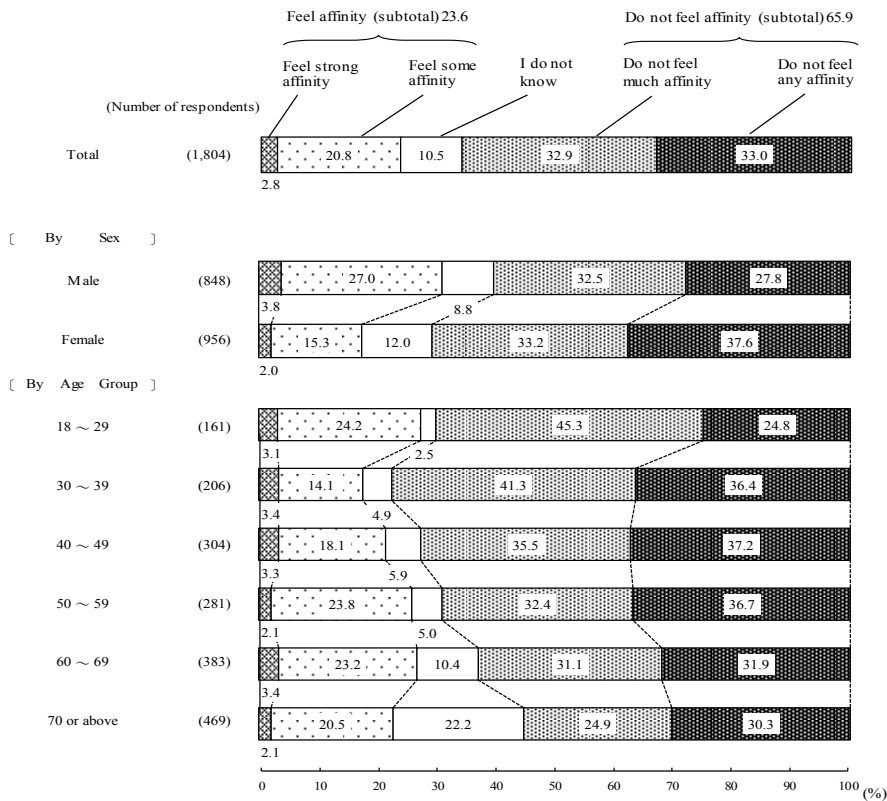 Feel affinity (subtotal) 23.6
Do not feel affinity (subtotal) 65.9
Feel strong affinity
Feel some affinity
I do not know
Do not feel much affinity
Do not feel any affinity
(Number of respondents)
Total (1,804) 20.8 10.5 32.9 33.0
2.8
〔 By Sex 〕
Male (848) 27.0 32.5 27.8
3.8 8.8
Female (956) 15.3 12.0 33.2 37.6
2.0
〔 By Age Group 〕
18 ～ 29 (161) 24.2 45.3 24.8
3.1 2.5
30 ～ 39 (206) 14.1 41.3 36.4
3.4 4.9
40 ～ 49 (304) 18.1 35.5 37.2
3.3 5.9
50 ～ 59 (281) 23.8 32.4 36.7
2.1 5.0
60 ～ 69 (383) 23.2 10.4 31.1 31.9
3.4
70 or above (469) 20.5 22.2 24.9 30.3
2.1
0 10 20 30 40 50 60 70 80 90 100 (%)